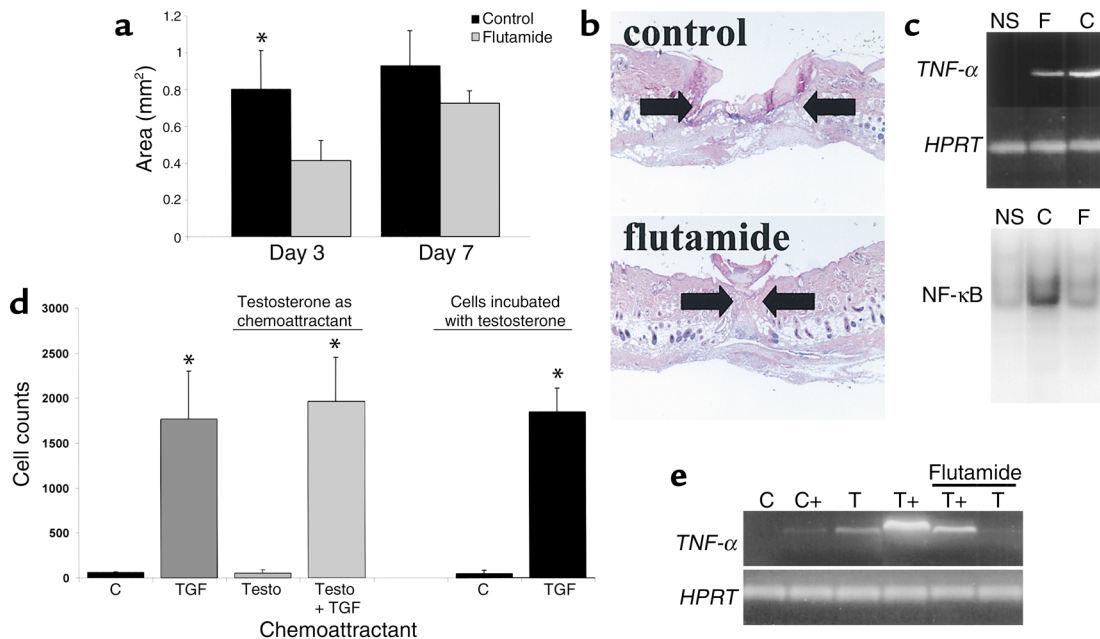 a
Area (mm²)
1.2
1
0.8
0.6
0.4
0.2
0
*
Control
Flutamide
Day 3
Day 7
b
control
flutamide
c
NS F C
TNF-α
HPRT
NS C F
NF-κB
d
Cell counts
3000
2500
2000
1500
1000
500
0
Testosterone as
chemoattractant
Cells incubated
with testosterone
*
*
*
C
TGF
Testo
Testo
+ TGF
C
TGF
Chemoattractant
e
Flutamide
C C+ T T+ T+ T
TNF-α
HPRT